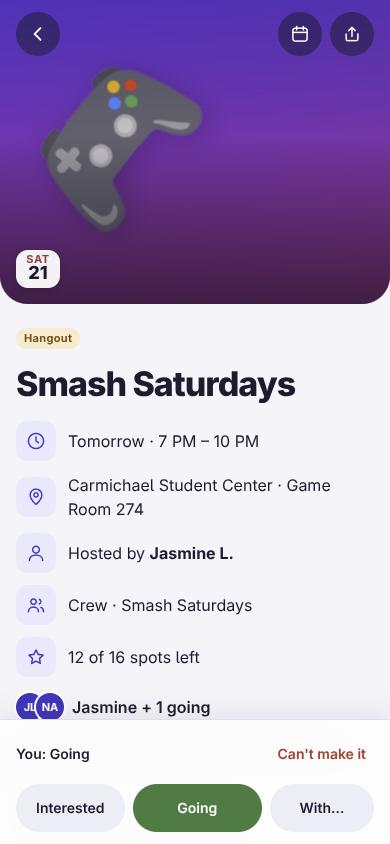 SAT
21
Hangout
Smash Saturdays
Tomorrow · 7 PM – 10 PM
Carmichael Student Center · Game
Room 274
Hosted by Jasmine L.
Crew · Smash Saturdays
12 of 16 spots left
JL NA Jasmine + 1 going
You: Going
Can't make it
Interested
Going
With...